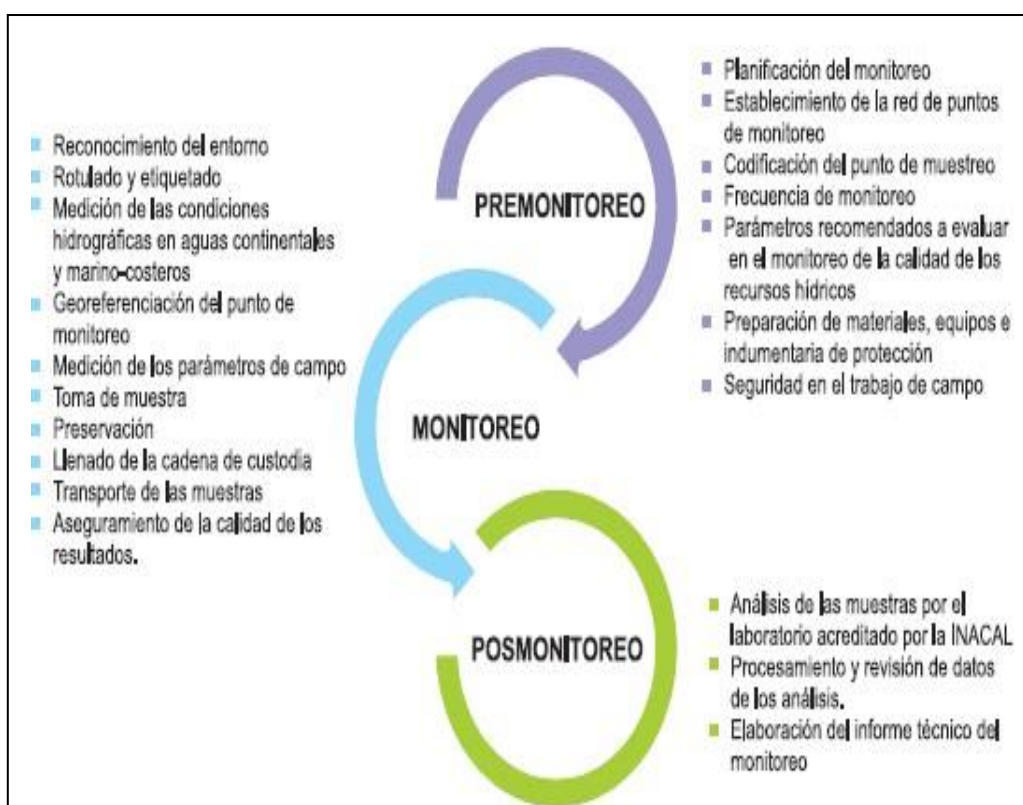 PREMONITOREO
Planificación del monitoreo
Establecimiento de la red de puntos
de monitoreo
Codificación del punto de muestreo
Frecuencia de monitoreo
Parámetros recomendados a evaluar
en el monitoreo de la calidad de los
recursos hídricos
Preparación de materiales, equipos e
indumentaria de protección
Seguridad en el trabajo de campo
MONITOREO
Reconocimiento del entorno
Rotulado y etiquetado
Medición de las condiciones
hidrográficas en aguas continentales
y marino-costeros
Georeferenciación del punto de
monitoreo
Medición de los parámetros de campo
Toma de muestra
Preservación
Llenado de la cadena de custodia
Transporte de las muestras
Aseguramiento de la calidad de los
resultados.
POSMONITOREO
Análisis de las muestras por el
laboratorio acreditado por la INACAL
Procesamiento y revisión de datos
de los análisis.
Elaboración del informe técnico del
monitoreo